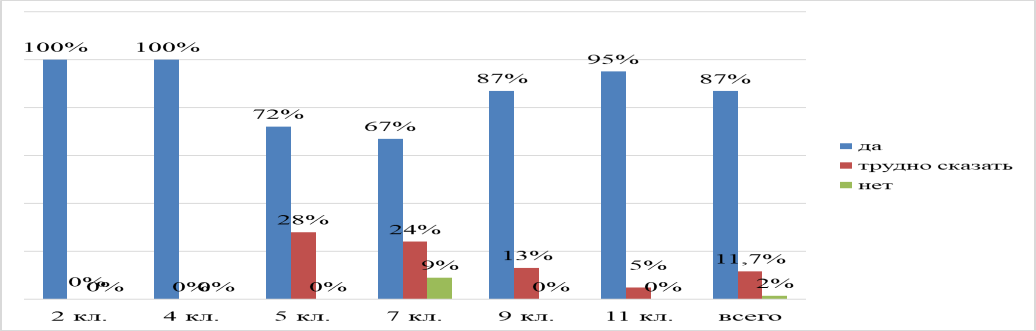 100% 100% 72% 67% 87% 95% 87%
0% 0% 0% 0% 28% 0% 24% 9% 13% 0% 5% 0% 11,7% 2%
2 кл. 4 кл. 5 кл. 7 кл. 9 кл. 11 кл. всего
да
трудно сказать
нет